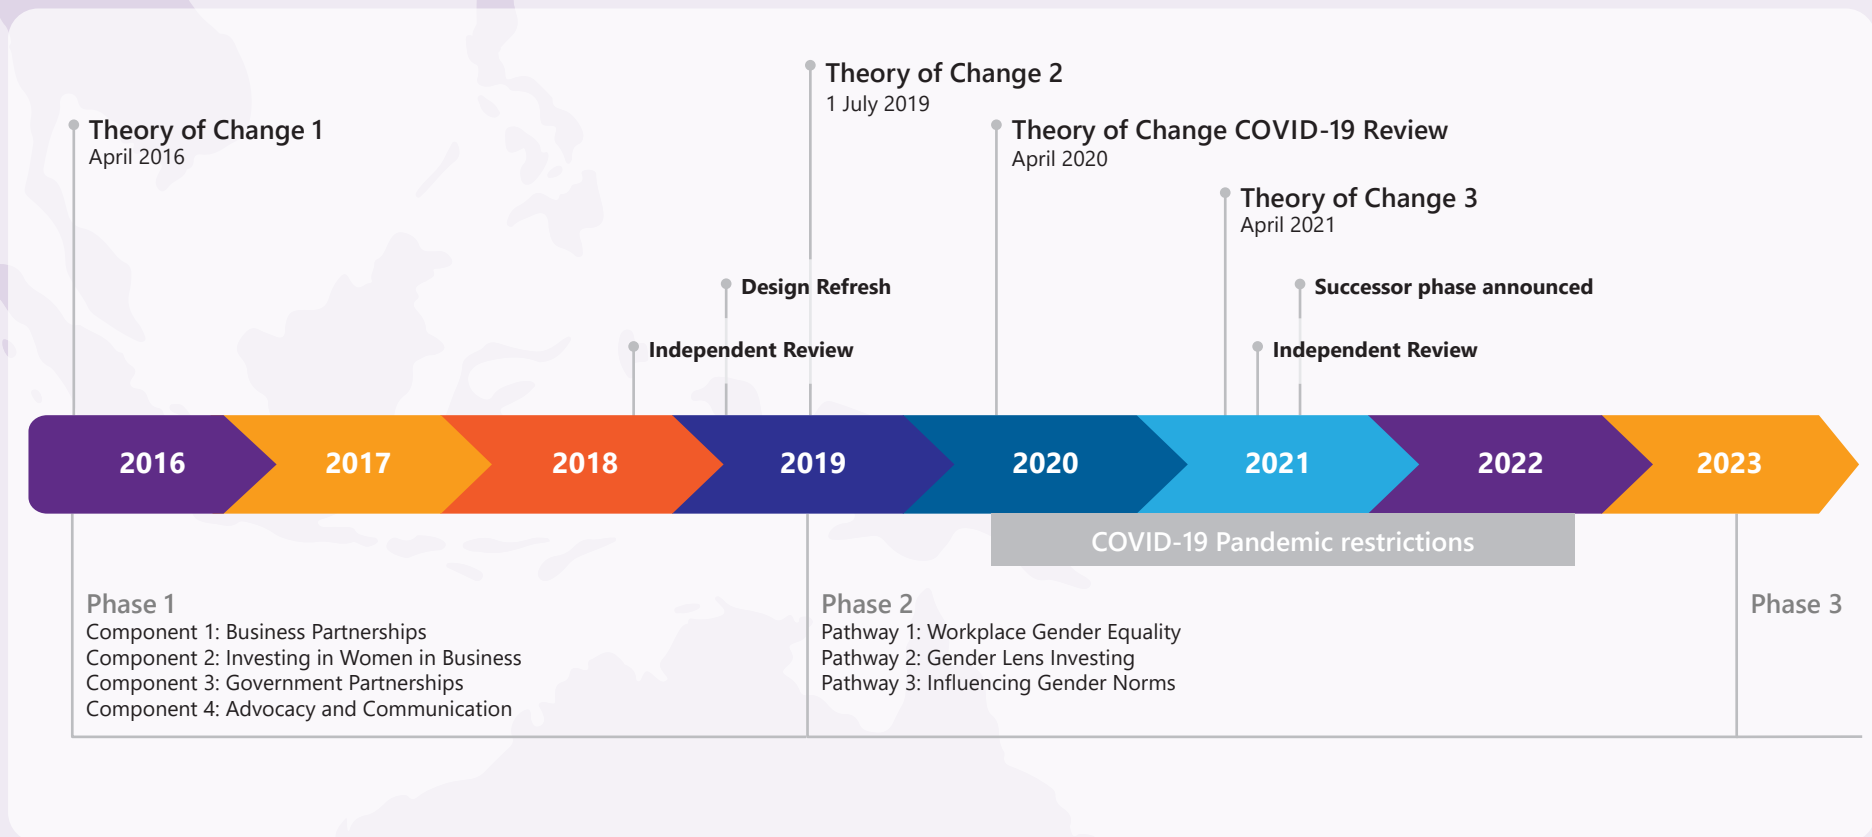 Theory of Change 1
April 2016
Theory of Change 2
1 July 2019
Theory of Change COVID-19 Review
April 2020
Theory of Change 3
April 2021
Design Refresh
Successor phase announced
Independent Review
Independent Review
2016
2017
2018
2019
2020
2021
2022
2023
COVID-19 Pandemic restrictions
Phase 1
Component 1: Business Partnerships
Component 2: Investing in Women in Business
Component 3: Government Partnerships
Component 4: Advocacy and Communication
Phase 2
Pathway 1: Workplace Gender Equality
Pathway 2: Gender Lens Investing
Pathway 3: Influencing Gender Norms
Phase 3